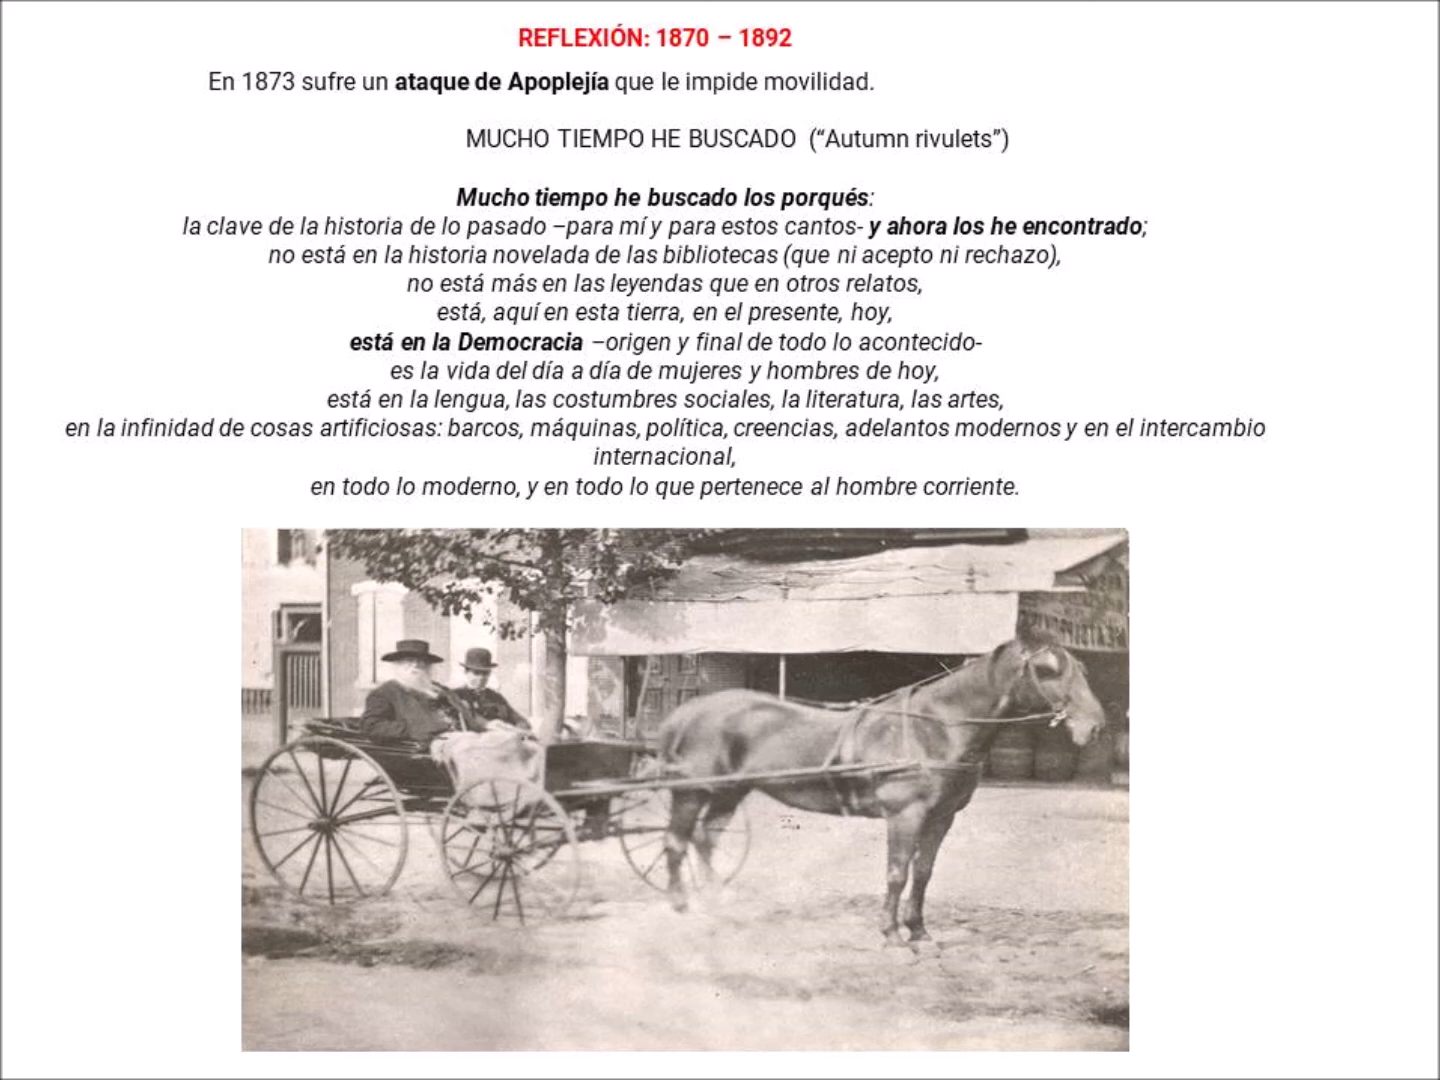 REFLEXIÓN: 1870 – 1892
En 1873 sufre un ataque de Apoplejía que le impide movilidad.
MUCHO TIEMPO HE BUSCADO (“Autumn rivulets”)
Mucho tiempo he buscado los porqués:
la clave de la historia de lo pasado –para mí y para estos cantos- y ahora los he encontrado;
no está en la historia novelada de las bibliotecas (que ni acepto ni rechazo),
no está más en las leyendas que en otros relatos,
está, aquí en esta tierra, en el presente, hoy,
está en la Democracia –origen y final de todo lo acontecido-
es la vida del día a día de mujeres y hombres de hoy,
está en la lengua, las costumbres sociales, la literatura, las artes,
en la infinidad de cosas artificiosas: barcos, máquinas, política, creencias, adelantos modernos y en el intercambio
internacional,
en todo lo moderno, y en todo lo que pertenece al hombre corriente.